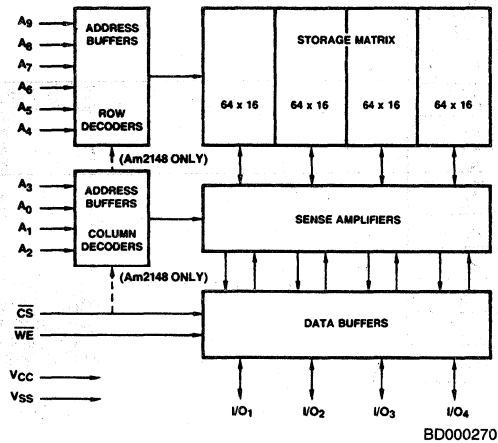 A9
A8
A7
A6
A5
A4
ADDRESS
BUFFERS
ROW
DECODERS
STORAGE MATRIX
64 x 16
64 x 16
64 x 16
64 x 16
(Am2148 ONLY)
A3
A0
A1
A2
ADDRESS
BUFFERS
COLUMN
DECODERS
SENSE AMPLIFIERS
(Am2148 ONLY)
CS
WE
DATA BUFFERS
VCC
VSS
I/O1
I/O2
I/O3
I/O4
BD000270